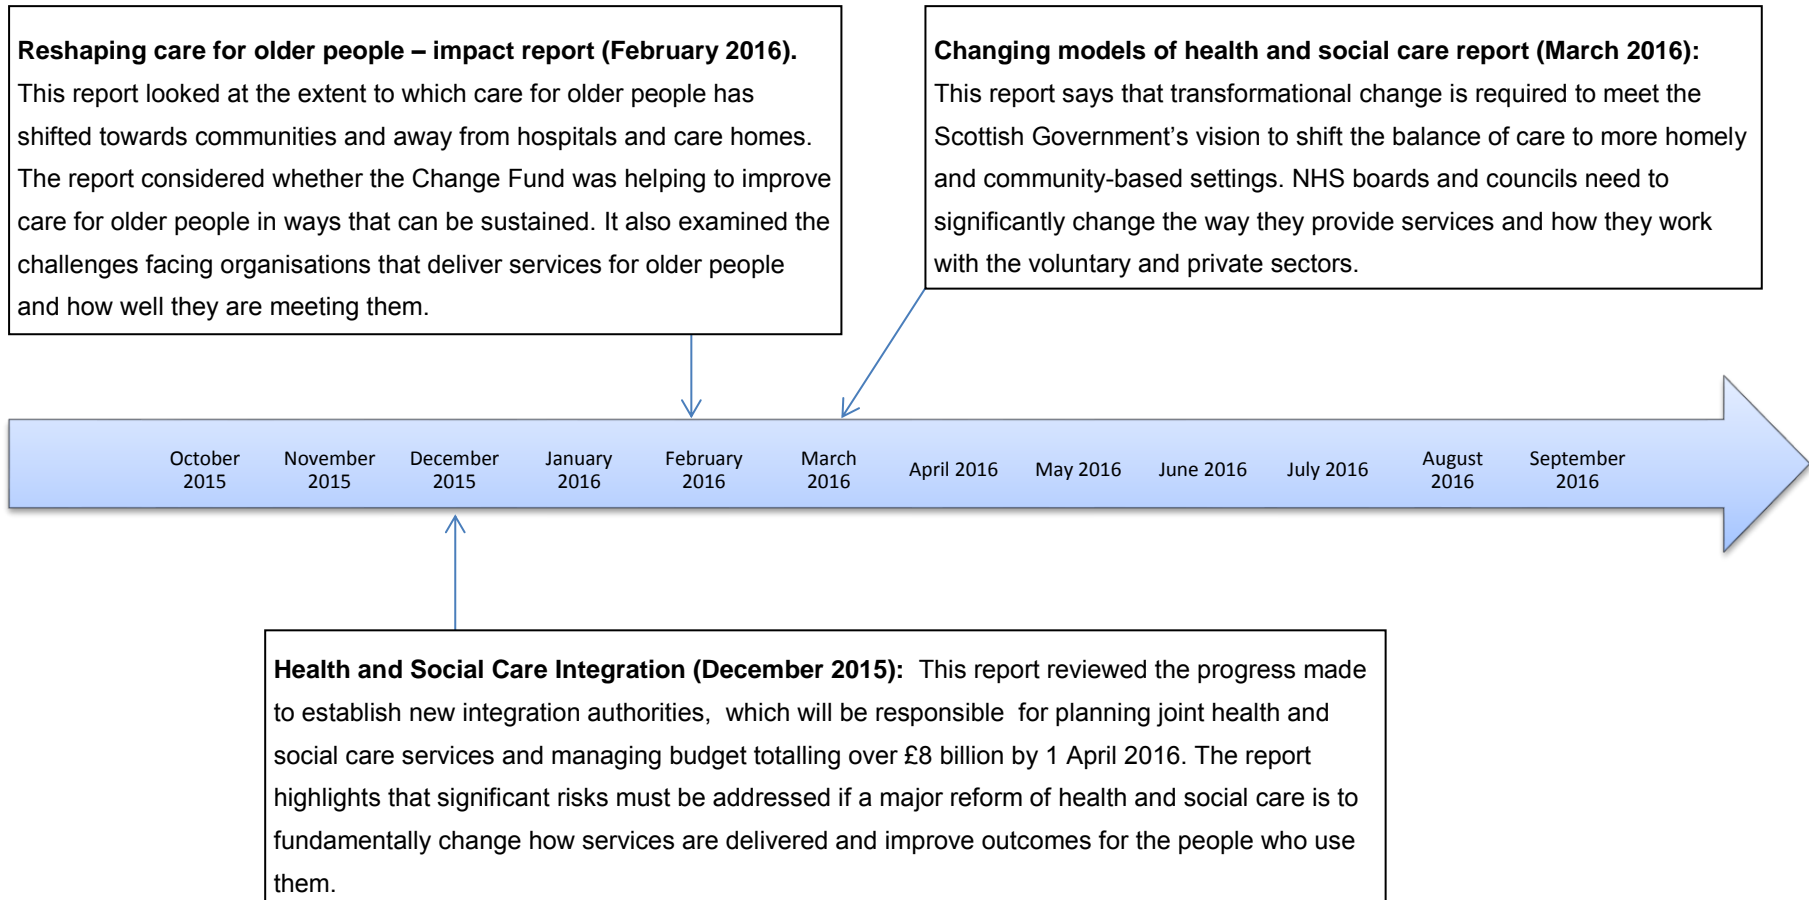 Reshaping care for older people – impact report (February 2016).
This report looked at the extent to which care for older people has
shifted towards communities and away from hospitals and care homes.
The report considered whether the Change Fund was helping to improve
care for older people in ways that can be sustained. It also examined the
challenges facing organisations that deliver services for older people
and how well they are meeting them.
Changing models of health and social care report (March 2016):
This report says that transformational change is required to meet the
Scottish Government’s vision to shift the balance of care to more homely
and community-based settings. NHS boards and councils need to
significantly change the way they provide services and how they work
with the voluntary and private sectors.
October
2015
November
2015
December
2015
January
2016
February
2016
March
2016
April 2016
May 2016
June 2016
July 2016
August
2016
September
2016
Health and Social Care Integration (December 2015): This report reviewed the progress made
to establish new integration authorities, which will be responsible for planning joint health and
social care services and managing budget totalling over £8 billion by 1 April 2016. The report
highlights that significant risks must be addressed if a major reform of health and social care is to
fundamentally change how services are delivered and improve outcomes for the people who use
them.